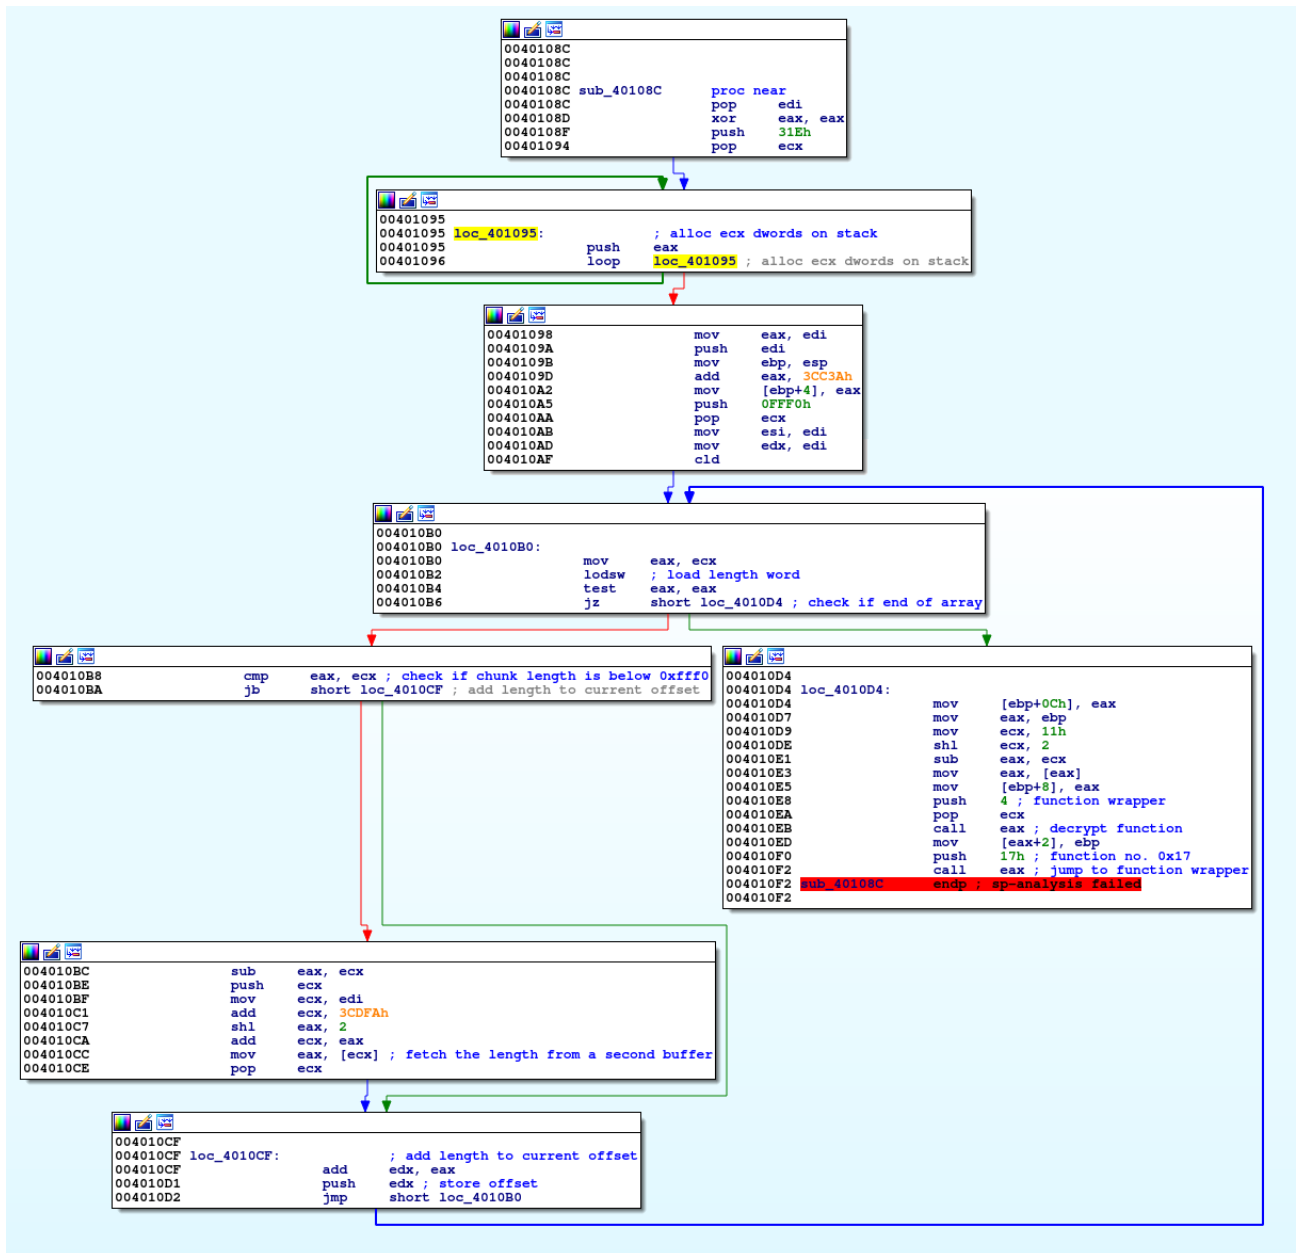 0040108C
0040108C
0040108C
0040108C sub_40108C proc near
0040108C pop edi
0040108D xor eax, eax
0040108F push 31Eh
00401094 pop ecx
00401095
00401095 loc_401095: ; alloc ecx dwords on stack
00401095 push eax
00401096 loop loc_401095 ; alloc ecx dwords on stack
00401098 mov eax, edi
0040109A push edi
0040109B mov ebp, esp
0040109D add eax, 3CC3Ah
004010A2 mov [ebp+4], eax
004010A5 push 0FFF0h
004010AA pop ecx
004010AB mov esi, edi
004010AD mov edx, edi
004010AF cld
004010B0
004010B0 loc_4010B0:
004010B0 mov eax, ecx
004010B2 lodsw ; load length word
004010B4 test eax, eax
004010B6 jz short loc_4010D4 ; check if end of array
004010B8 cmp eax, ecx ; check if chunk length is below 0xfff0
004010BA jb short loc_4010CF ; add length to current offset
004010D4
004010D4 loc_4010D4:
004010D4 mov [ebp+0Ch], eax
004010D7 mov eax, ebp
004010D9 mov ecx, 11h
004010DE shl ecx, 2
004010E1 sub eax, ecx
004010E3 mov eax, [eax]
004010E5 mov [ebp+8], eax
004010E8 push 4 ; function wrapper
004010EA pop ecx
004010EB call eax ; decrypt function
004010ED mov [eax+2], ebp
004010F0 push 17h ; function no. 0x17
004010F2 call eax ; jump to function wrapper
004010F2 sub_40108C endp ; sp-analysis failed
004010F2
004010BC sub eax, ecx
004010BE push ecx
004010BF mov ecx, edi
004010C1 add ecx, 3CDFAh
004010C7 shl eax, 2
004010CA add ecx, eax
004010CC mov eax, [ecx] ; fetch the length from a second buffer
004010CE pop ecx
004010CF
004010CF loc_4010CF: ; add length to current offset
004010CF add edx, eax
004010D1 push edx ; store offset
004010D2 jmp short loc_4010B0